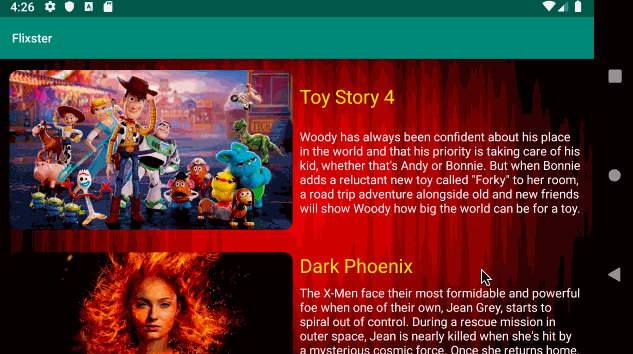 4:26
Flixster
Toy Story 4
Woody has always been confident about his place
in the world and that his priority is taking care of his
kid, whether that's Andy or Bonnie. But when Bonnie
adds a reluctant new toy called "Forky" to her room,
a road trip adventure alongside old and new friends
will show Woody how big the world can be for a toy.
Dark Phoenix
The X-Men face their most formidable and powerful
foe when one of their own, Jean Grey, starts to
spiral out of control. During a rescue mission in
outer space, Jean is nearly killed when she's hit by
a mysterious cosmic force. Once she returns home,